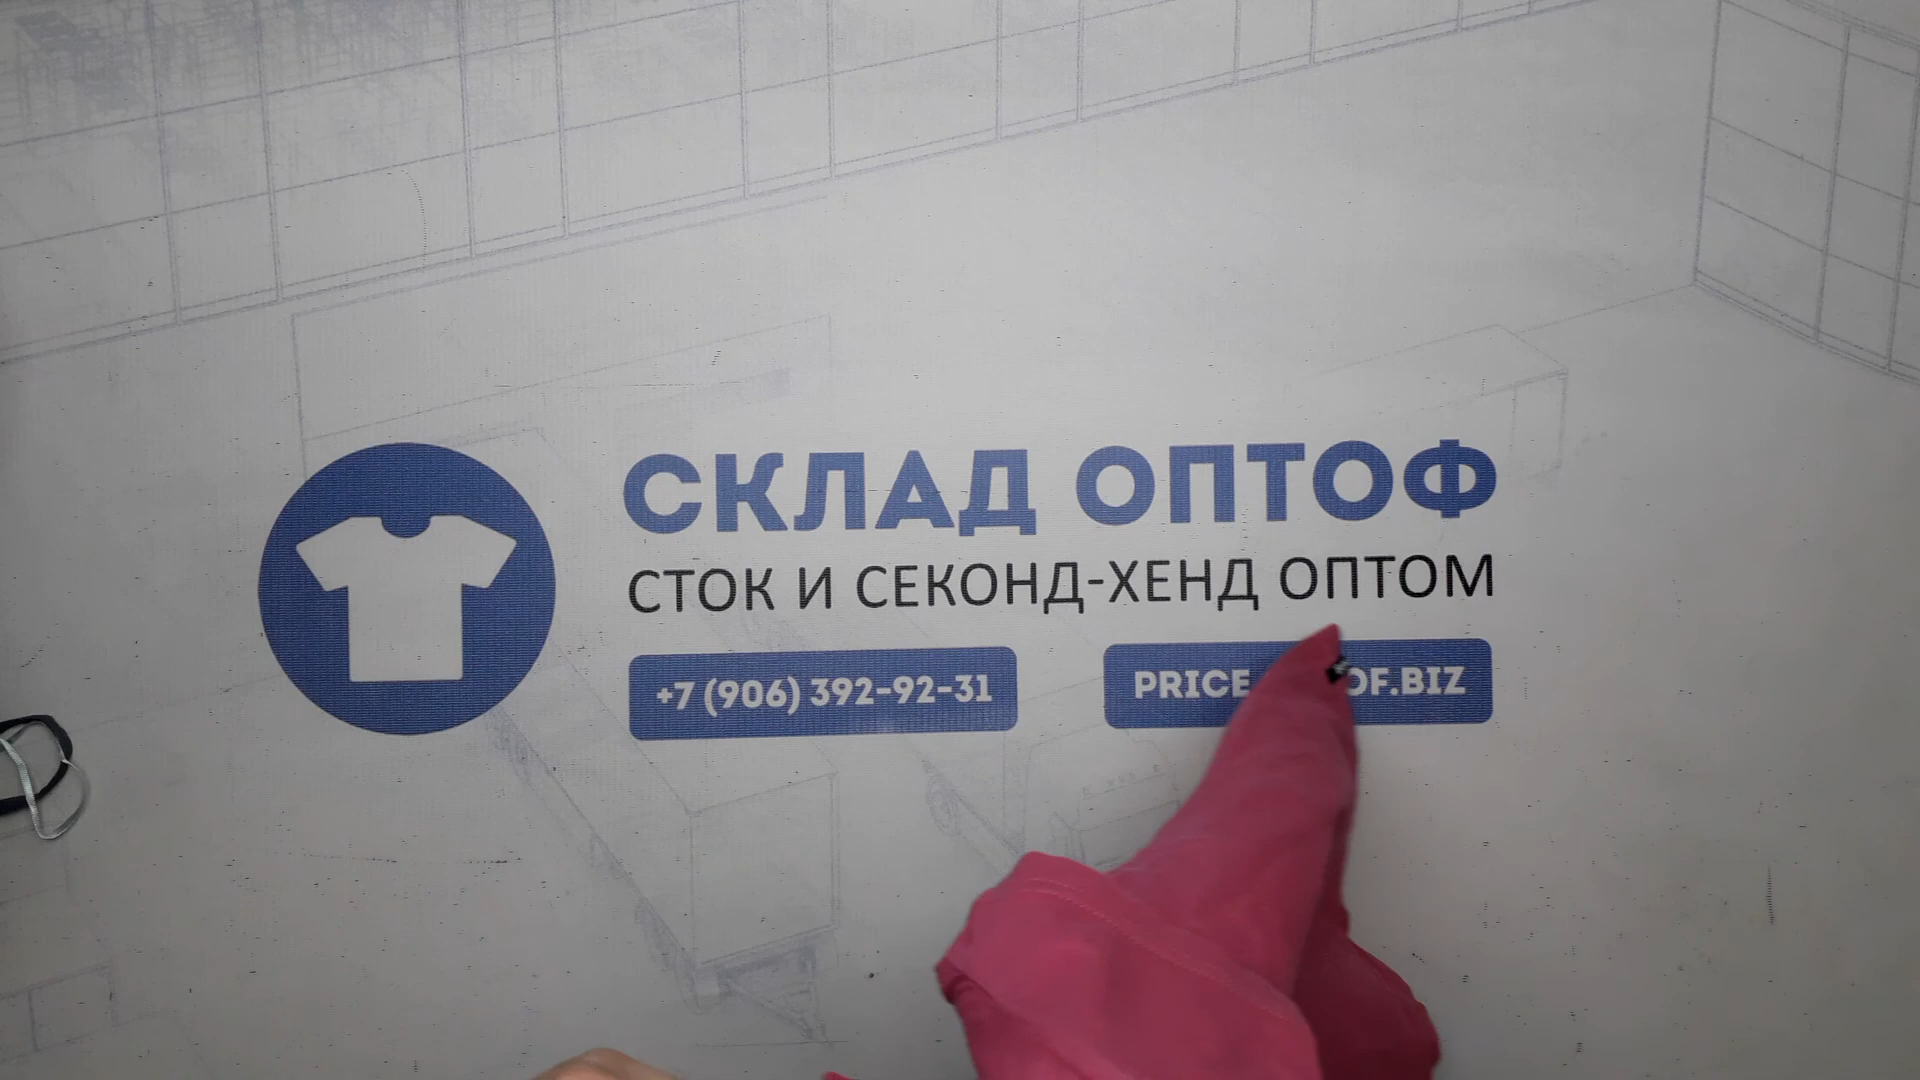 СКЛАД ОПТОФ
СТОК И СЕКОНД-ХЕНД ОПТОМ
+7 (906) 392-92-31
PRICE OF.BIZ